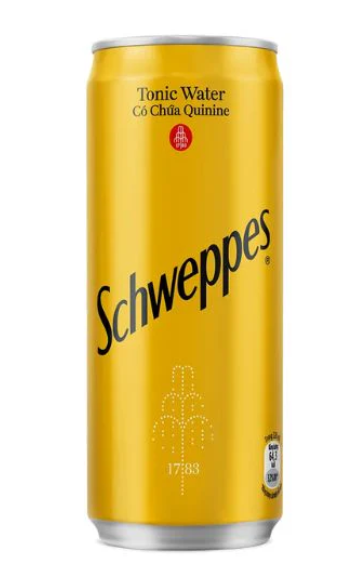 Tonic Water
Có Chứa Quinine
Schweppes
®
1783